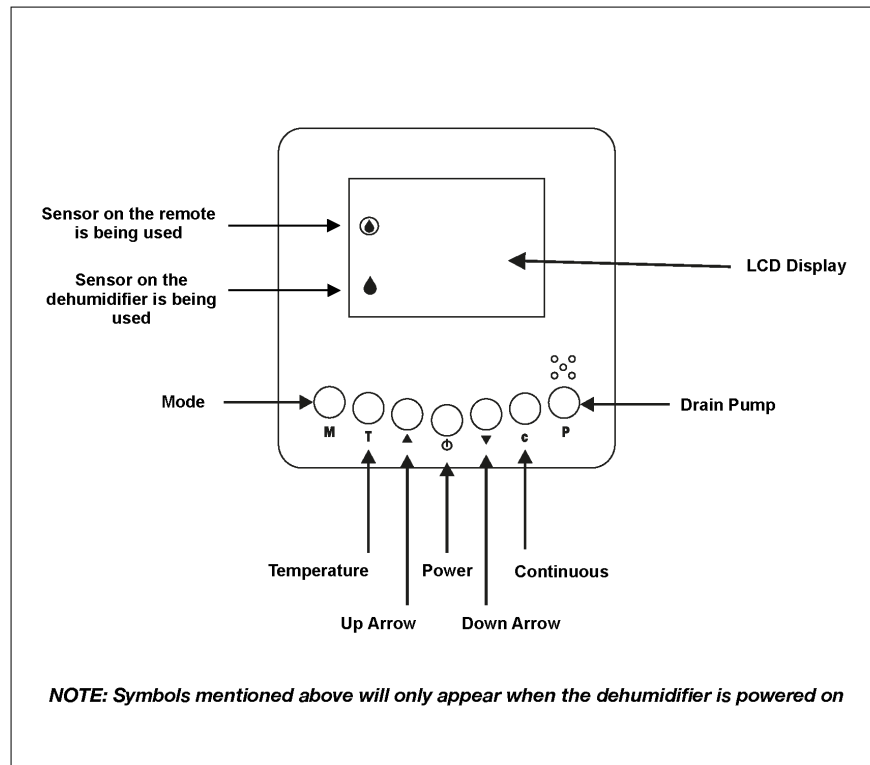 Sensor on the remote
is being used
Sensor on the
dehumidifier is being
used
LCD Display
Mode
Drain Pump
M
T
▲
▼
c
P
Temperature
Power
Continuous
Up Arrow
Down Arrow
NOTE: Symbols mentioned above will only appear when the dehumidifier is powered on